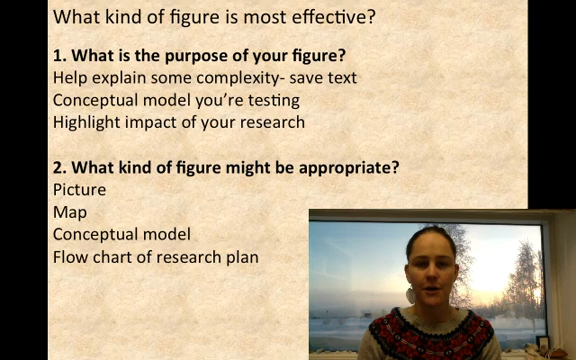 What kind of figure is most effective?
1. What is the purpose of your figure?
Help explain some complexity- save text
Conceptual model you're testing
Highlight impact of your research
2. What kind of figure might be appropriate?
Picture
Map
Conceptual model
Flow chart of research plan